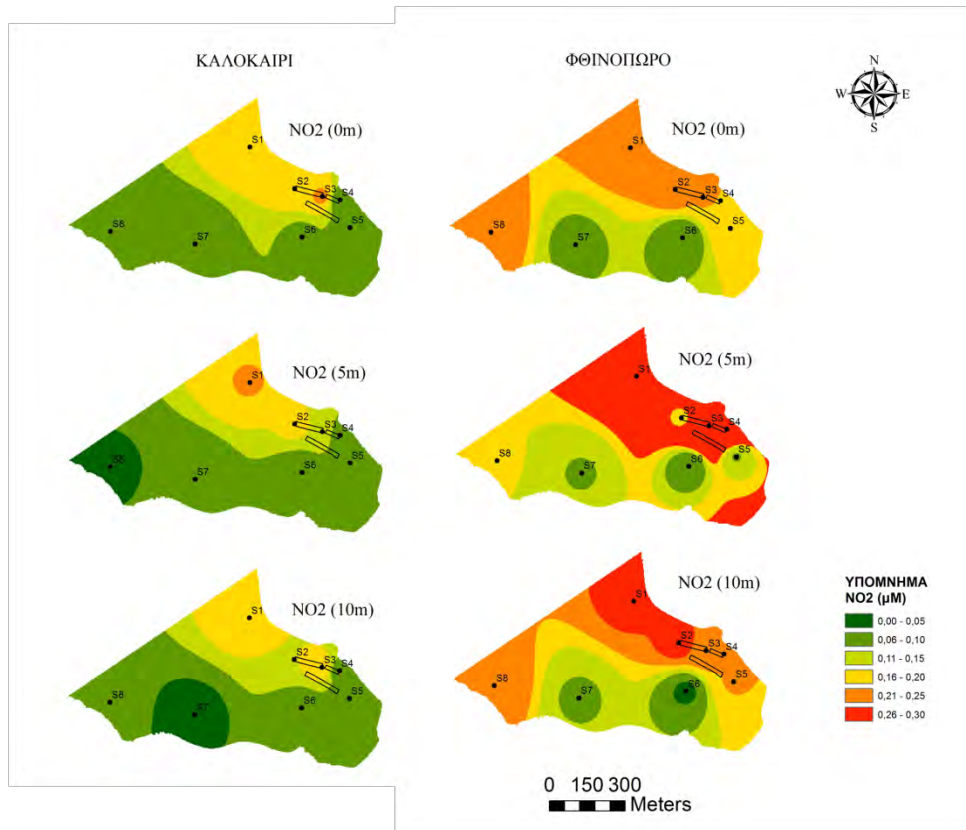 ΚΑΛΟΚΑΙΡΙ
ΦΘΙΝΟΠΩΡΟ
N
W E
S
NO2 (0m)
S1
S2
S3
S4
S5
S6
S7
S8
NO2 (0m)
S1
S2
S3
S4
S5
S6
S7
S8
NO2 (5m)
S1
S2
S3
S4
S5
S6
S7
S8
NO2 (5m)
S1
S2
S3
S4
S5
S6
S7
S8
NO2 (10m)
S1
S2
S3
S4
S5
S6
S7
S8
NO2 (10m)
S1
S2
S3
S4
S5
S6
S7
S8
ΥΠΟΜΝΗΜΑ
NO2 (μM)
0,00 - 0,05
0,06 - 0,10
0,11 - 0,15
0,16 - 0,20
0,21 - 0,25
0,26 - 0,30
0 150 300
Meters